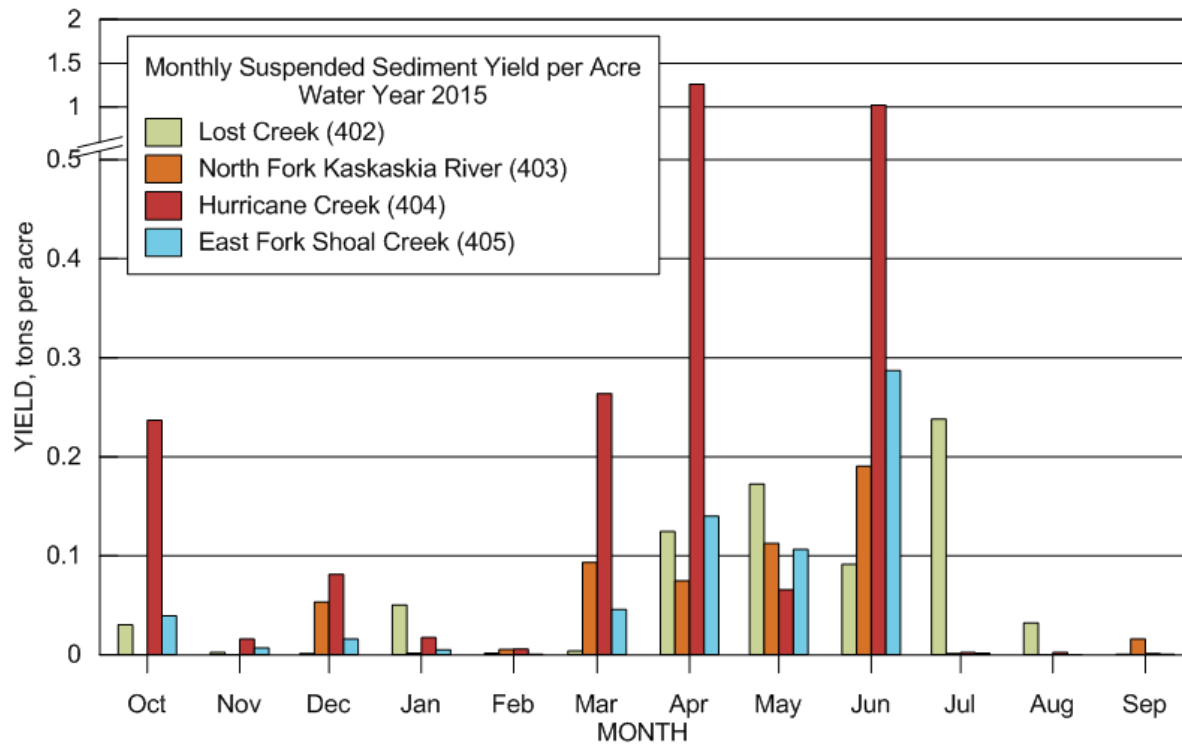 2
1.5
1
0.5
0.4
0.3
0.2
0.1
0
YIELD, tons per acre
Monthly Suspended Sediment Yield per Acre
Water Year 2015
Lost Creek (402)
North Fork Kaskaskia River (403)
Hurricane Creek (404)
East Fork Shoal Creek (405)
Oct Nov Dec Jan Feb Mar Apr May Jun Jul Aug Sep
MONTH